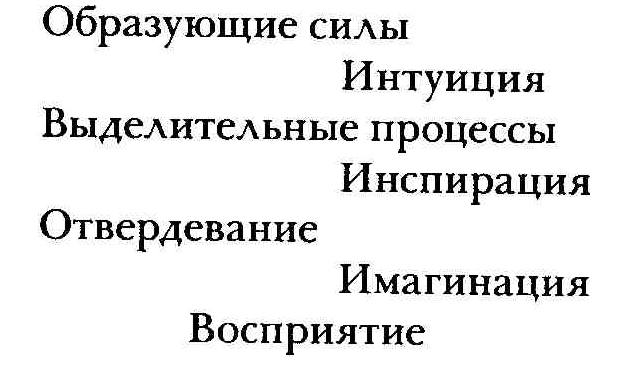 Образующие силы
Интуиция
Выделительные процессы
Инспирация
Отвердевание
Имагинация
Восприятие